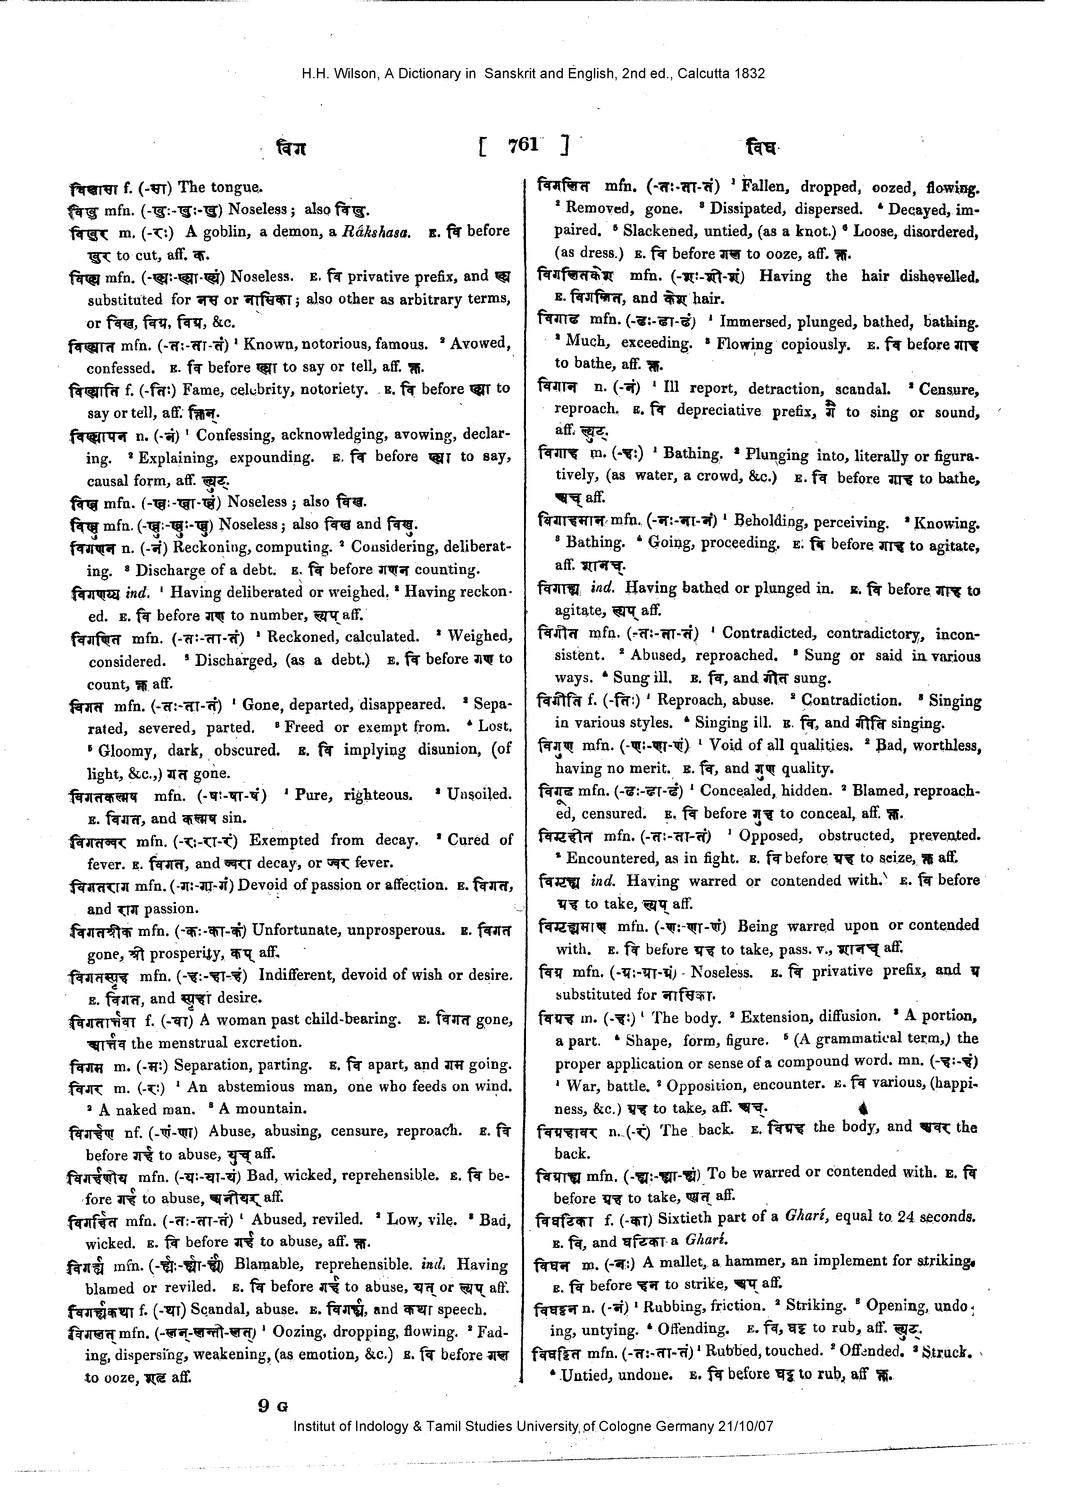 H.H. Wilson, A Dictionary in Sanskrit and English, 2nd ed., Calcutta 1832
विग [ 761 ] विघ
विखासा f. (-सा) The tongue.
विखु mfn. (-खुः-खुः-खु) Noseless; also विखु.
विखुर m. (-रः) A goblin, a demon, a Rákshasa. E. वि before
खुर to cut, aff. क.
विख्य mfn. (-ख्यः-ख्या-ख्यं) Noseless. E. वि privative prefix, and ख्य
substituted for नस or नासिका; also other as arbitrary terms,
or विख, विग्र, विग्र, &c.
विख्यात mfn. (-तः-ता-तं) ¹ Known, notorious, famous. ² Avowed,
confessed. E. वि before ख्या to say or tell, aff. क्त.
विख्याति f. (-तिः) Fame, celebrity, notoriety. E. वि before ख्या to
say or tell, aff. क्तिन्.
विख्यापन n. (-नं) ¹ Confessing, acknowledging, avowing, declar-
ing. ² Explaining, expounding. E. वि before ख्या to say,
causal form, aff. ल्युट्.
विख्र mfn. (-ख्रः-ख्रा-ख्रं) Noseless; also विख.
विख्रु mfn. (-ख्रुः-ख्रुः-ख्रु) Noseless; also विख and विखु.
विगणन n. (-नं) Reckoning, computing. ² Considering, deliberat-
ing. ³ Discharge of a debt. E. वि before गणन counting.
विगणय्य ind. ¹ Having deliberated or weighed. ² Having reckon-
ed. E. वि before गण to number, ल्यप् aff.
विगणित mfn. (-तः-ता-तं) ¹ Reckoned, calculated. ² Weighed,
considered. ³ Discharged, (as a debt.) E. वि before गण to
count, क्त aff.
विगत mfn. (-तः-ता-तं) ¹ Gone, departed, disappeared. ² Sepa-
rated, severed, parted. ³ Freed or exempt from. ⁴ Lost.
⁵ Gloomy, dark, obscured. E. वि implying disunion, (of
light, &c.,) गत gone.
विगतकल्मष mfn. (-षः-षा-षं) ¹ Pure, righteous. ² Unsoiled.
E. विगत, and कल्मष sin.
विगतज्वर mfn. (-रः-रा-रं) Exempted from decay. ² Cured of
fever. E. विगत, and ज्वरा decay, or ज्वर fever.
विगतराग mfn. (-गः-गा-गं) Devoid of passion or affection. E. विगत,
and राग passion.
विगतश्रीक mfn. (-कः-का-कं) Unfortunate, unprosperous. E. विगत
gone, श्री prosperity, कप् aff.
विगतस्पृह mfn. (-हः-हा-हं) Indifferent, devoid of wish or desire.
E. विगत, and स्पृहा desire.
विगतार्त्तवा f. (-वा) A woman past child-bearing. E. विगत gone,
आर्त्तव the menstrual excretion.
विगम m. (-मः) Separation, parting. E. वि apart, and गम going.
विगर m. (-रः) ¹ An abstemious man, one who feeds on wind.
² A naked man. ³ A mountain.
विगर्हण nf. (-णं-णा) Abuse, abusing, censure, reproach. E. वि
before गर्ह to abuse, युच् aff.
विगर्हणीय mfn. (-यः-या-यं) Bad, wicked, reprehensible. E. वि be-
fore गर्ह to abuse, अनीयर् aff.
विगर्हित mfn. (-तः-ता-तं) ¹ Abused, reviled. ² Low, vile. ³ Bad,
wicked. E. वि before गर्ह to abuse, aff. क्त.
विगर्ह्य mfn. (-र्ह्यः-र्ह्या-र्ह्यं) Blamable, reprehensible. ind. Having
blamed or reviled. E. वि before गर्ह to abuse, यत् or ल्यप् aff.
विगर्ह्यकथा f. (-था) Scandal, abuse. E. विगर्ह्य, and कथा speech.
विगलत् mfn. (-लन्-लन्ती-लत्) ¹ Oozing, dropping, flowing. ² Fad-
ing, dispersing, weakening, (as emotion, &c.) E. वि before गल
to ooze, शतृ aff.
विगलित mfn. (-तः-ता-तं) ¹ Fallen, dropped, oozed, flowing.
² Removed, gone. ³ Dissipated, dispersed. ⁴ Decayed, im-
paired. ⁵ Slackened, untied, (as a knot.) ⁶ Loose, disordered,
(as dress.) E. वि before गल to ooze, aff. क्त.
विगलितकेश mfn. (-शः-शी-शं) Having the hair dishevelled.
E. विगलित, and केश hair.
विगाढ mfn. (-ढः-ढा-ढं) ¹ Immersed, plunged, bathed, bathing.
² Much, exceeding. ³ Flowing copiously. E. वि before गाह
to bathe, aff. क्त.
विगान n. (-नं) ¹ Ill report, detraction, scandal. ² Censure,
reproach. E. वि depreciative prefix, गै to sing or sound,
aff. ल्युट्.
विगाह m. (-हः) ¹ Bathing. ² Plunging into, literally or figura-
tively, (as water, a crowd, &c.) E. वि before गाह to bathe,
अच् aff.
विगाहमान mfn. (-नः-ना-नं) ¹ Beholding, perceiving. ² Knowing.
³ Bathing. ⁴ Going, proceeding. E. वि before गाह to agitate,
aff. शानच्.
विगाह्य ind. Having bathed or plunged in. E. वि before गाह to
agitate, ल्यप् aff.
विगीत mfn. (-तः-ता-तं) ¹ Contradicted, contradictory, incon-
sistent. ² Abused, reproached. ³ Sung or said in various
ways. ⁴ Sung ill. E. वि, and गीत sung.
विगीति f. (-तिः) ¹ Reproach, abuse. ² Contradiction. ³ Singing
in various styles. ⁴ Singing ill. E. वि, and गीति singing.
विगुण mfn. (-णः-णा-णं) ¹ Void of all qualities. ² Bad, worthless,
having no merit. E. वि, and गुण quality.
विगूढ mfn. (-ढः-ढा-ढं) ¹ Concealed, hidden. ² Blamed, reproach-
ed, censured. E. वि before गुह to conceal, aff. क्त.
विगृहीत mfn. (-तः-ता-तं) ¹ Opposed, obstructed, prevented.
² Encountered, as in fight. E. वि before ग्रह to seize, क्त aff.
विगृह्य ind. Having warred or contended with. E. वि before
ग्रह to take, ल्यप् aff.
विगृह्यमाण mfn. (-णः-णा-णं) Being warred upon or contended
with. E. वि before ग्रह to take, pass. v., शानच् aff.
विग्र mfn. (-ग्रः-ग्रा-ग्रं) Noseless. E. वि privative prefix, and ग्र
substituted for नासिका.
विग्रह m. (-हः) ¹ The body. ² Extension, diffusion. ³ A portion,
a part. ⁴ Shape, form, figure. ⁵ (A grammatical term,) the
proper application or sense of a compound word. mn. (-हः-हं)
¹ War, battle. ² Opposition, encounter. E. वि various, (happi-
ness, &c.) ग्रह to take, aff. अच्.
विग्रहावर n. (-रं) The back. E. विग्रह the body, and अवर the
back.
विग्राह्य mfn. (-ह्यः-ह्या-ह्यं) To be warred or contended with. E. वि
before ग्रह to take, ण्यत् aff.
विघटिका f. (-का) Sixtieth part of a Gharí, equal to 24 seconds.
E. वि, and घटिका a Gharí.
विघन m. (-नः) A mallet, a hammer, an implement for striking.
E. वि before हन to strike, अप् aff.
विघट्टन n. (-नं) ¹ Rubbing, friction. ² Striking. ³ Opening, undo-
ing, untying. ⁴ Offending. E. वि, घट्ट to rub, aff. ल्युट्.
विघट्टित mfn. (-तः-ता-तं) ¹ Rubbed, touched. ² Offended. ³ Struck.
⁴ Untied, undone. E. वि before घट्ट to rub, aff क्त.
9 G
Institut of Indology & Tamil Studies University of Cologne Germany 21/10/07